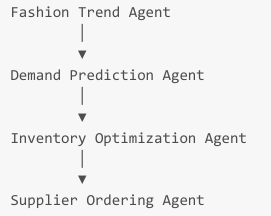 Fashion Trend Agent
Demand Prediction Agent
Inventory Optimization Agent
Supplier Ordering Agent